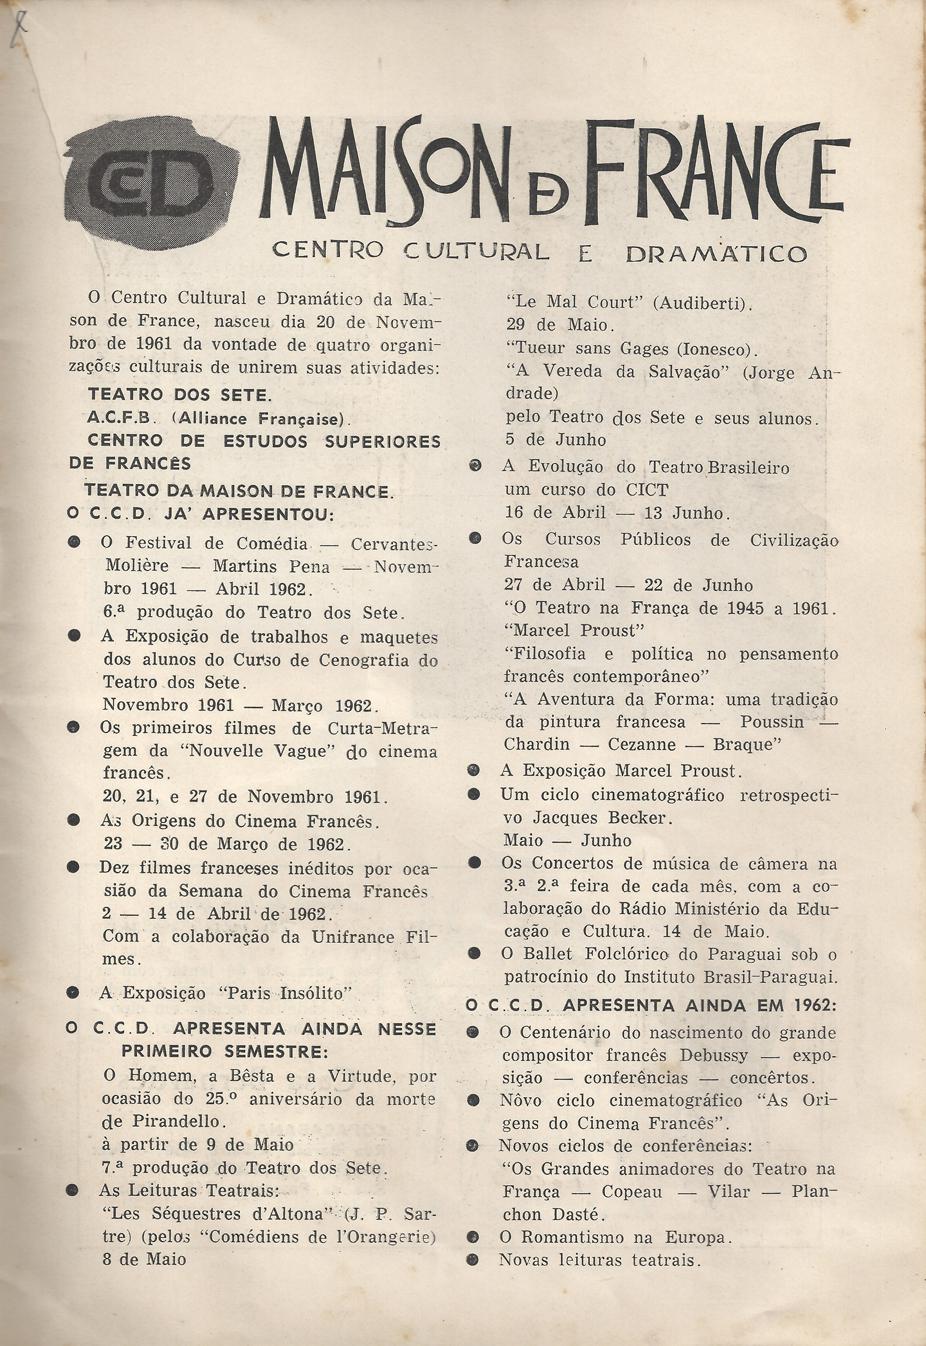 CCD
MAISON DE FRANCE
CENTRO CULTURAL E DRAMÁTICO
O Centro Cultural e Dramático da Mai-
son de France, nasceu dia 20 de Novem-
bro de 1961 da vontade de quatro organi-
zações culturais de unirem suas atividades:
TEATRO DOS SETE.
A.C.F.B. (Alliance Française).
CENTRO DE ESTUDOS SUPERIORES
DE FRANCÊS
TEATRO DA MAISON DE FRANCE.
O C.C.D. JA' APRESENTOU:
● O Festival de Comédia — Cervantes-
Molière — Martins Pena — Novem-
bro 1961 — Abril 1962.
6.ª produção do Teatro dos Sete.
● A Exposição de trabalhos e maquetes
dos alunos do Curso de Cenografia do
Teatro dos Sete.
Novembro 1961 — Março 1962.
● Os primeiros filmes de Curta-Metra-
gem da “Nouvelle Vague” do cinema
francês.
20, 21, e 27 de Novembro 1961.
● As Origens do Cinema Francês.
23 — 30 de Março de 1962.
● Dez filmes franceses inéditos por oca-
sião da Semana do Cinema Francês
2 — 14 de Abril de 1962.
Com a colaboração da Unifrance Fil-
mes.
● A Exposição “Paris Insólito”
O C.C.D. APRESENTA AINDA NESSE
PRIMEIRO SEMESTRE:
O Homem, a Bêsta e a Virtude, por
ocasião do 25.º aniversário da morte
de Pirandello.
à partir de 9 de Maio
7.ª produção do Teatro dos Sete.
● As Leituras Teatrais:
“Les Séquestres d'Altona” (J. P. Sar-
tre) (pelos “Comédiens de l'Orangerie)
8 de Maio
“Le Mal Court” (Audiberti).
29 de Maio.
“Tueur sans Gages (Ionesco).
“A Vereda da Salvação” (Jorge An-
drade)
pelo Teatro dos Sete e seus alunos.
5 de Junho
● A Evolução do Teatro Brasileiro
um curso do CICT
16 de Abril — 13 Junho.
● Os Cursos Públicos de Civilização
Francesa
27 de Abril — 22 de Junho
“O Teatro na França de 1945 a 1961.
“Marcel Proust”
“Filosofia e política no pensamento
francês contemporâneo”
“A Aventura da Forma: uma tradição
da pintura francesa — Poussin —
Chardin — Cezanne — Braque”
● A Exposição Marcel Proust.
● Um ciclo cinematográfico retrospecti-
vo Jacques Becker.
Maio — Junho
● Os Concertos de música de câmera na
3.ª 2.ª feira de cada mês, com a co-
laboração do Rádio Ministério da Edu-
cação e Cultura. 14 de Maio.
● O Ballet Folclórico do Paraguai sob o
patrocínio do Instituto Brasil-Paraguai.
O C.C.D. APRESENTA AINDA EM 1962:
● O Centenário do nascimento do grande
compositor francês Debussy — expo-
sição — conferências — concêrtos.
● Nôvo ciclo cinematográfico “As Ori-
gens do Cinema Francês”.
● Novos ciclos de conferências:
“Os Grandes animadores do Teatro na
França — Copeau — Vilar — Plan-
chon Dasté.
● O Romantismo na Europa.
● Novas leituras teatrais.